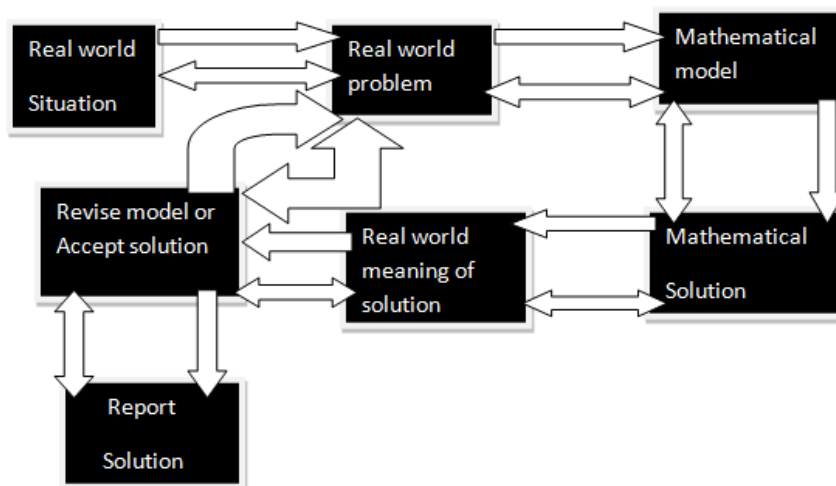 Real world
Situation
Real world
problem
Mathematical
model
Revise model or
Accept solution
Real world
meaning of
solution
Mathematical
Solution
Report
Solution